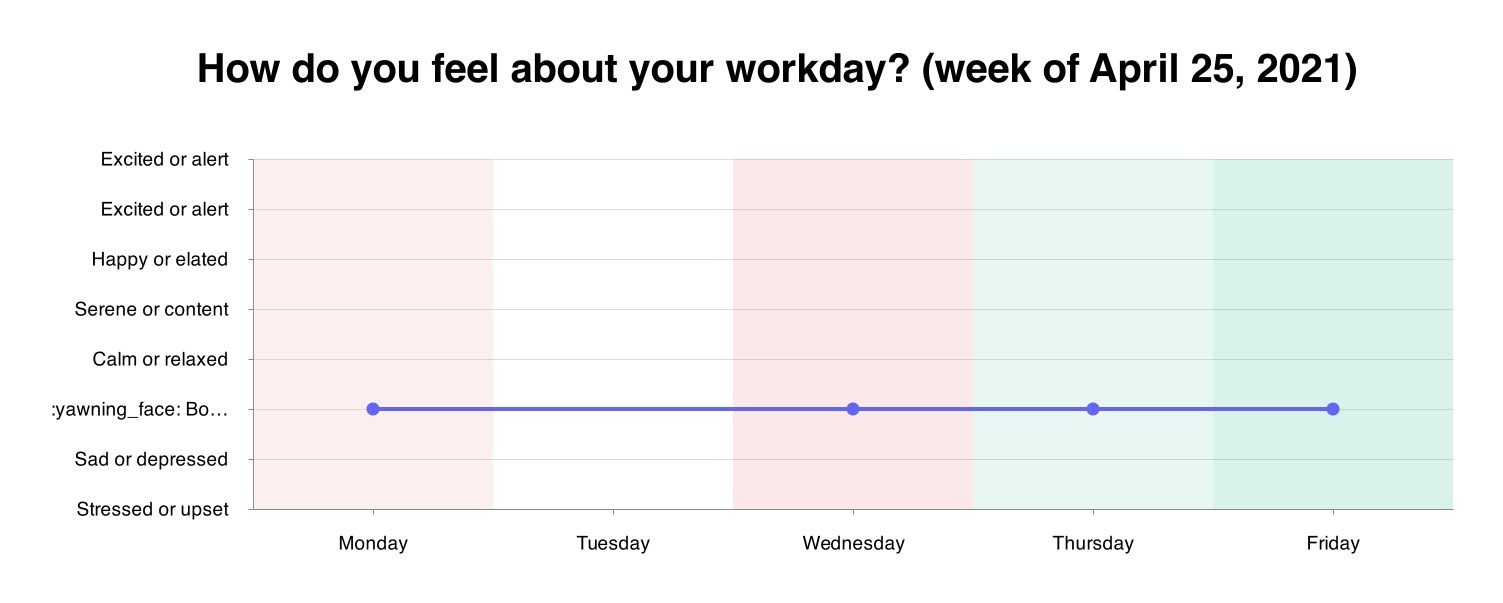 How do you feel about your workday? (week of April 25, 2021)
Excited or alert
Excited or alert
Happy or elated
Serene or content
Calm or relaxed
:yawning_face: Bo…
Sad or depressed
Stressed or upset
Monday Tuesday Wednesday Thursday Friday